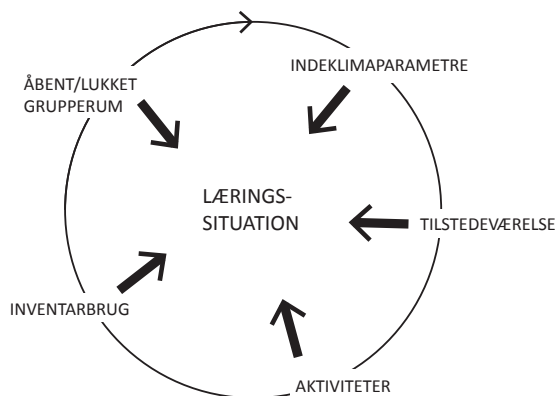 INDEKLIMAPARAMETRE
ÅBENT/LUKKET
GRUPPERUM
LÆRINGS-
SITUATION
TILSTEDEVÆRELSE
INVENTARBRUG
AKTIVITETER